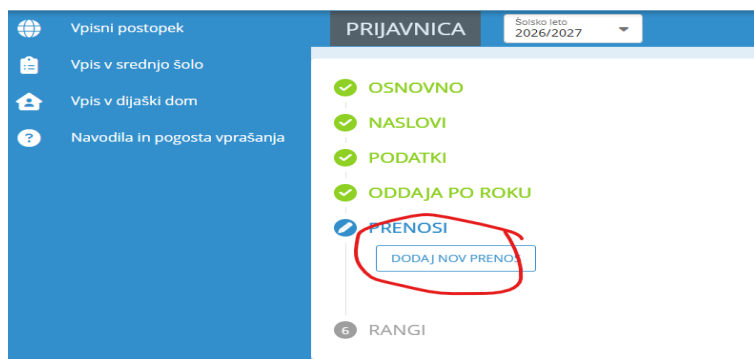 Vpisni postopek
Vpis v srednjo šolo
Vpis v dijaški dom
? Navodila in pogosta vprašanja
PRIJAVNICA
Šolsko leto
2026/2027
OSNOVNO
NASLOVI
PODATKI
ODDAJA PO ROKU
PRENOSI
DODAJ NOV PRENOS
6 RANGI